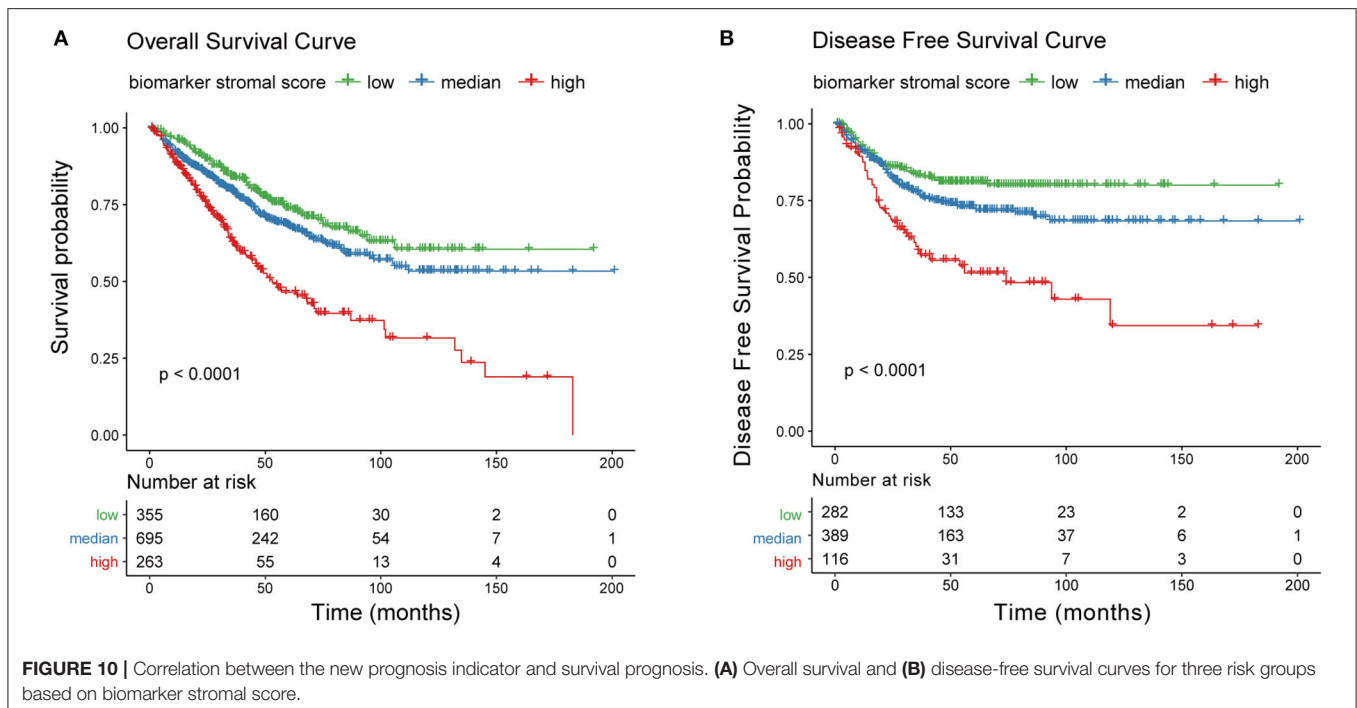 A Overall Survival Curve
biomarker stromal score low median high
Survival probability
1.00
0.75
0.50
0.25
0.00
p < 0.0001
0 50 100 150 200
Number at risk
low 355 160 30 2 0
median 695 242 54 7 1
high 263 55 13 4 0
0 50 100 150 200
Time (months)
B Disease Free Survival Curve
biomarker stromal score low median high
Disease Free Survival Probability
1.00
0.75
0.50
0.25
0.00
p < 0.0001
0 50 100 150 200
Number at risk
low 282 133 23 2 0
median 389 163 37 6 1
high 116 31 7 3 0
0 50 100 150 200
Time (months)
FIGURE 10 | Correlation between the new prognosis indicator and survival prognosis. (A) Overall survival and (B) disease-free survival curves for three risk groups
based on biomarker stromal score.